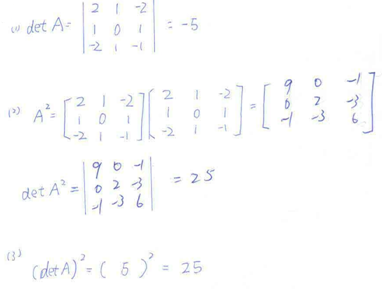 (1) det A = | 2 1 -2 |
| 1 0 1 | = -5
| -2 1 -1 |
(2) A² = [ 2 1 -2 ] [ 2 1 -2 ] = [ 9 0 -1 ]
[ 1 0 1 ] [ 1 0 1 ] [ 0 2 -3 ]
[ -2 1 -1 ] [ -2 1 -1 ] [ -1 -3 6 ]
det A² = | 9 0 -1 |
| 0 2 -3 | = 25
| -1 -3 6 |
(3)
(det A)² = ( 5 )² = 25